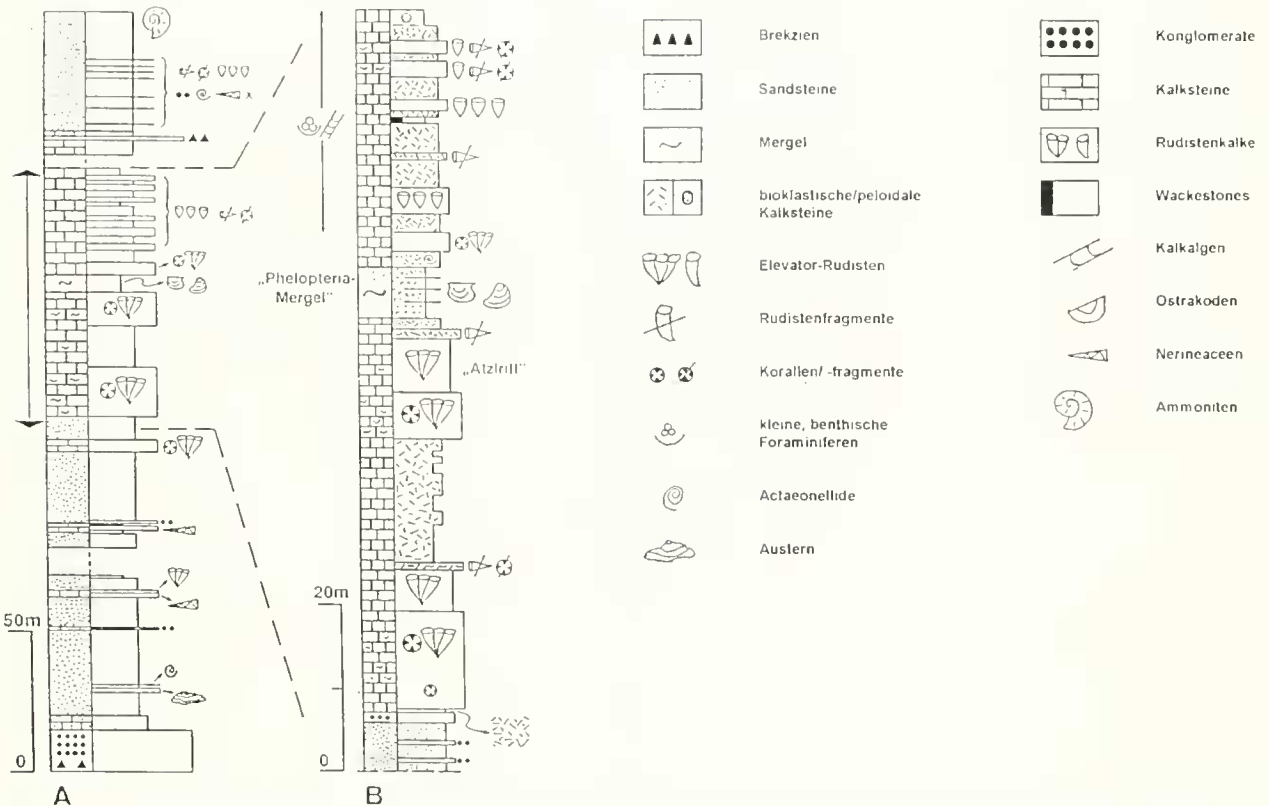 „Phelopteria-
Mergel"
„Atzlriff"
50m
0
20m
0
A
B
Brekzien
Sandsteine
Mergel
bioklastische/peloidale
Kalksteine
Elevator-Rudisten
Rudistenfragmente
Korallen/ -fragmente
kleine, benthische
Foraminiferen
Actaeonellide
Austern
Konglomerate
Kalksteine
Rudistenkalke
Wackestones
Kalkalgen
Ostrakoden
Nerineaceen
Ammoniten